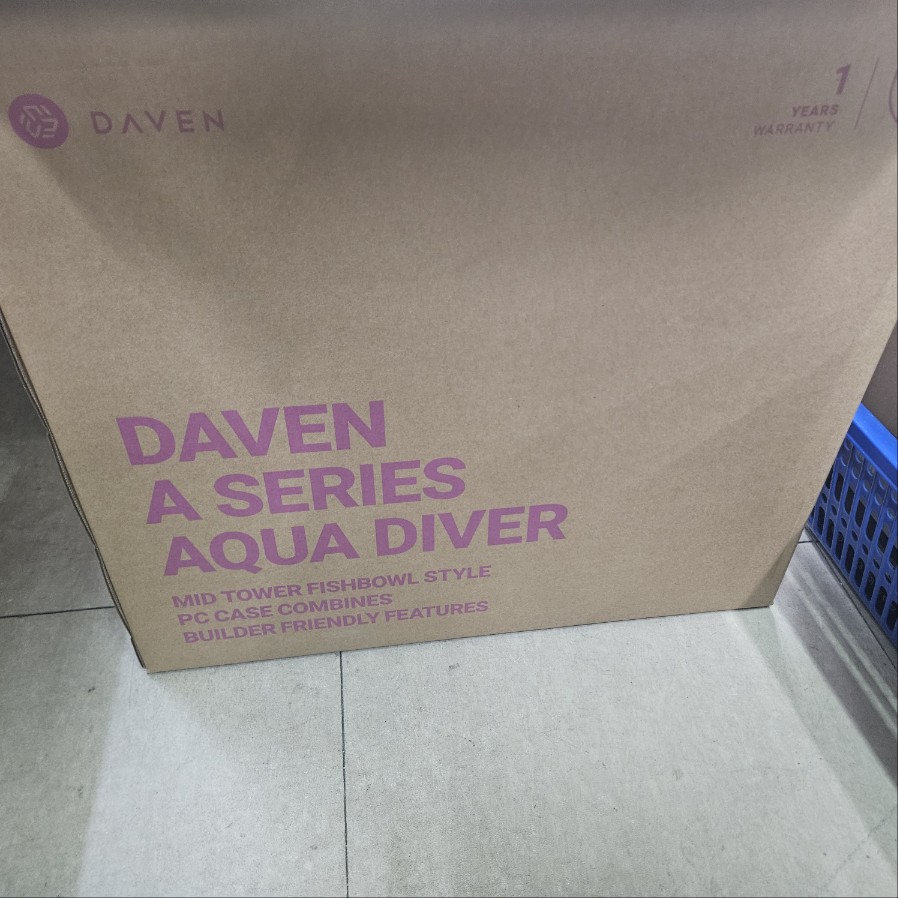 DAVEN
1
YEARS
WARRANTY
DAVEN
A SERIES
AQUA DIVER
MID TOWER FISHBOWL STYLE
PC CASE COMBINES
BUILDER FRIENDLY FEATURES